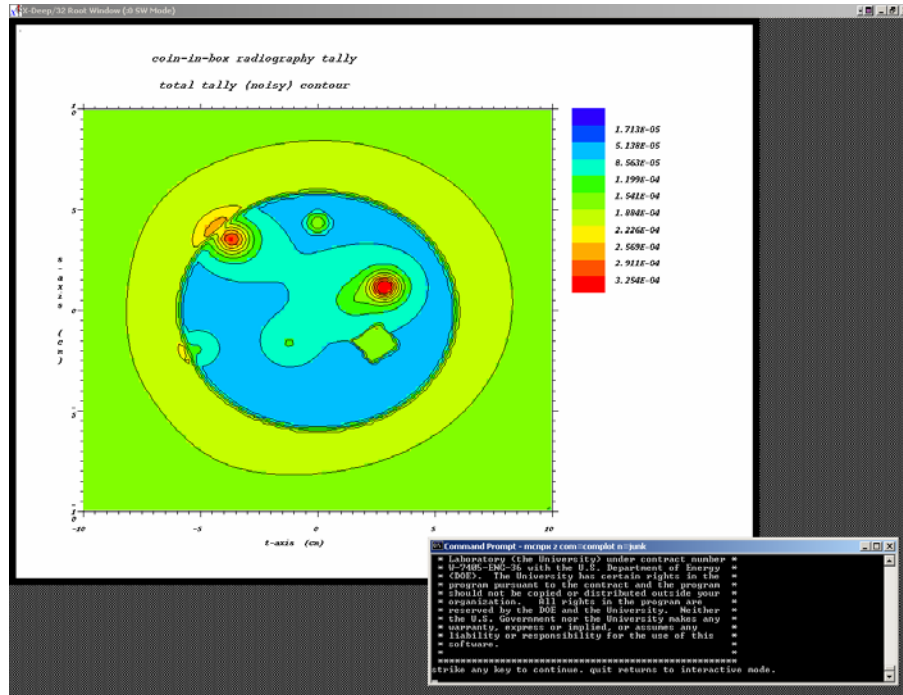 X-Deep/32 Root Window (:0 SW Mode)
coin-in-box radiography tally
total tally (noisy) contour
1.713E-05
5.138E-05
8.563E-05
1.199E-04
1.541E-04
1.884E-04
2.226E-04
2.569E-04
2.911E-04
3.254E-04
10
5
0
-5
-10
s-axis (cm)
-10
-5
0
5
10
t-axis (cm)
Command Prompt - mcnpx z com=complot n=junk
* Laboratory (the University) under contract number *
* W-7405-ENG-36 with the U.S. Department of Energy *
* (DOE). The University has certain rights in the *
* program pursuant to the contract and the program *
* should not be copied or distributed outside your *
* organization. All rights in the program are *
* reserved by the DOE and the University. Neither *
* the U.S. Government nor the University makes any *
* warranty, express or implied, or assumes any *
* liability or responsibility for the use of this *
* software. *
* *
*****************************************************
strike any key to continue. quit returns to interactive mode.